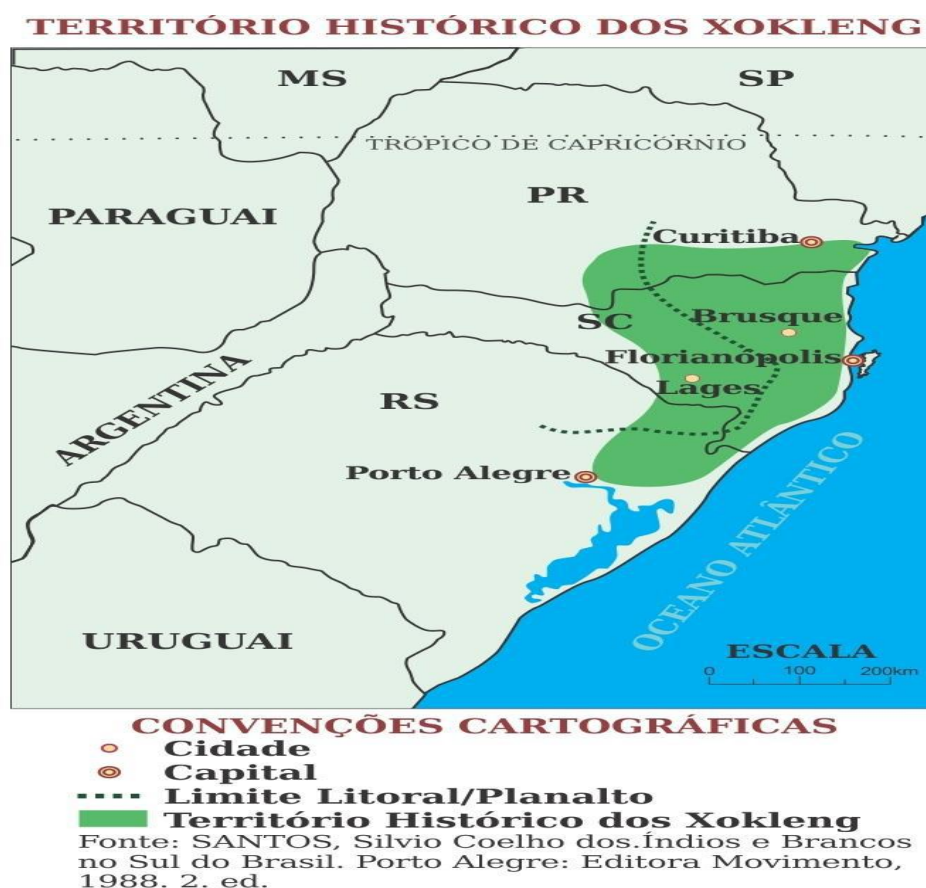 TERRITÓRIO HISTÓRICO DOS XOKLENG
MS
SP
TRÓPICO DE CAPRICÓRNIO
PR
PARAGUAI
Curitiba
Brusque
SC
Florianópolis
Lages
ARGENTINA
RS
Porto Alegre
OCEANO ATLÂNTICO
URUGUAI
ESCALA
0 100 200km
CONVENÇÕES CARTOGRÁFICAS
Cidade
Capital
Limite Litoral/Planalto
Território Histórico dos Xokleng
Fonte: SANTOS, Silvio Coelho dos.Índios e Brancos
no Sul do Brasil. Porto Alegre: Editora Movimento,
1988. 2. ed.